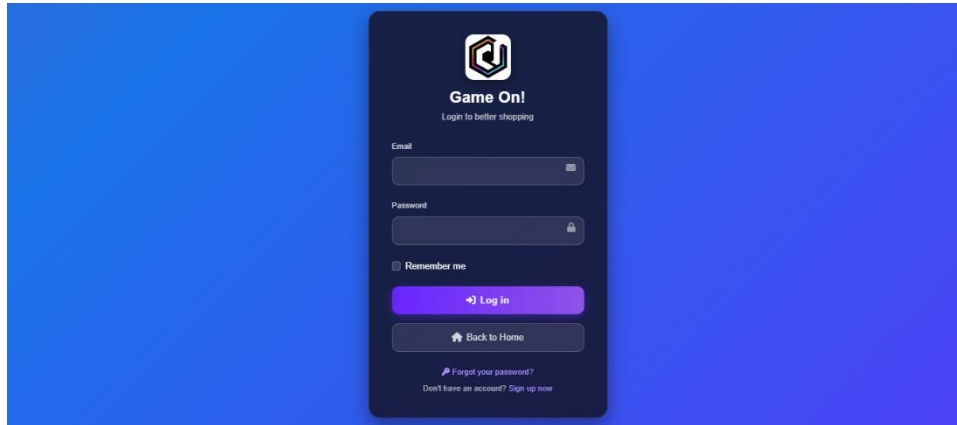 Game On!
Login to better shopping
Email
Password
Remember me
Log in
Back to Home
Forgot your password?
Don't have an account? Sign up now